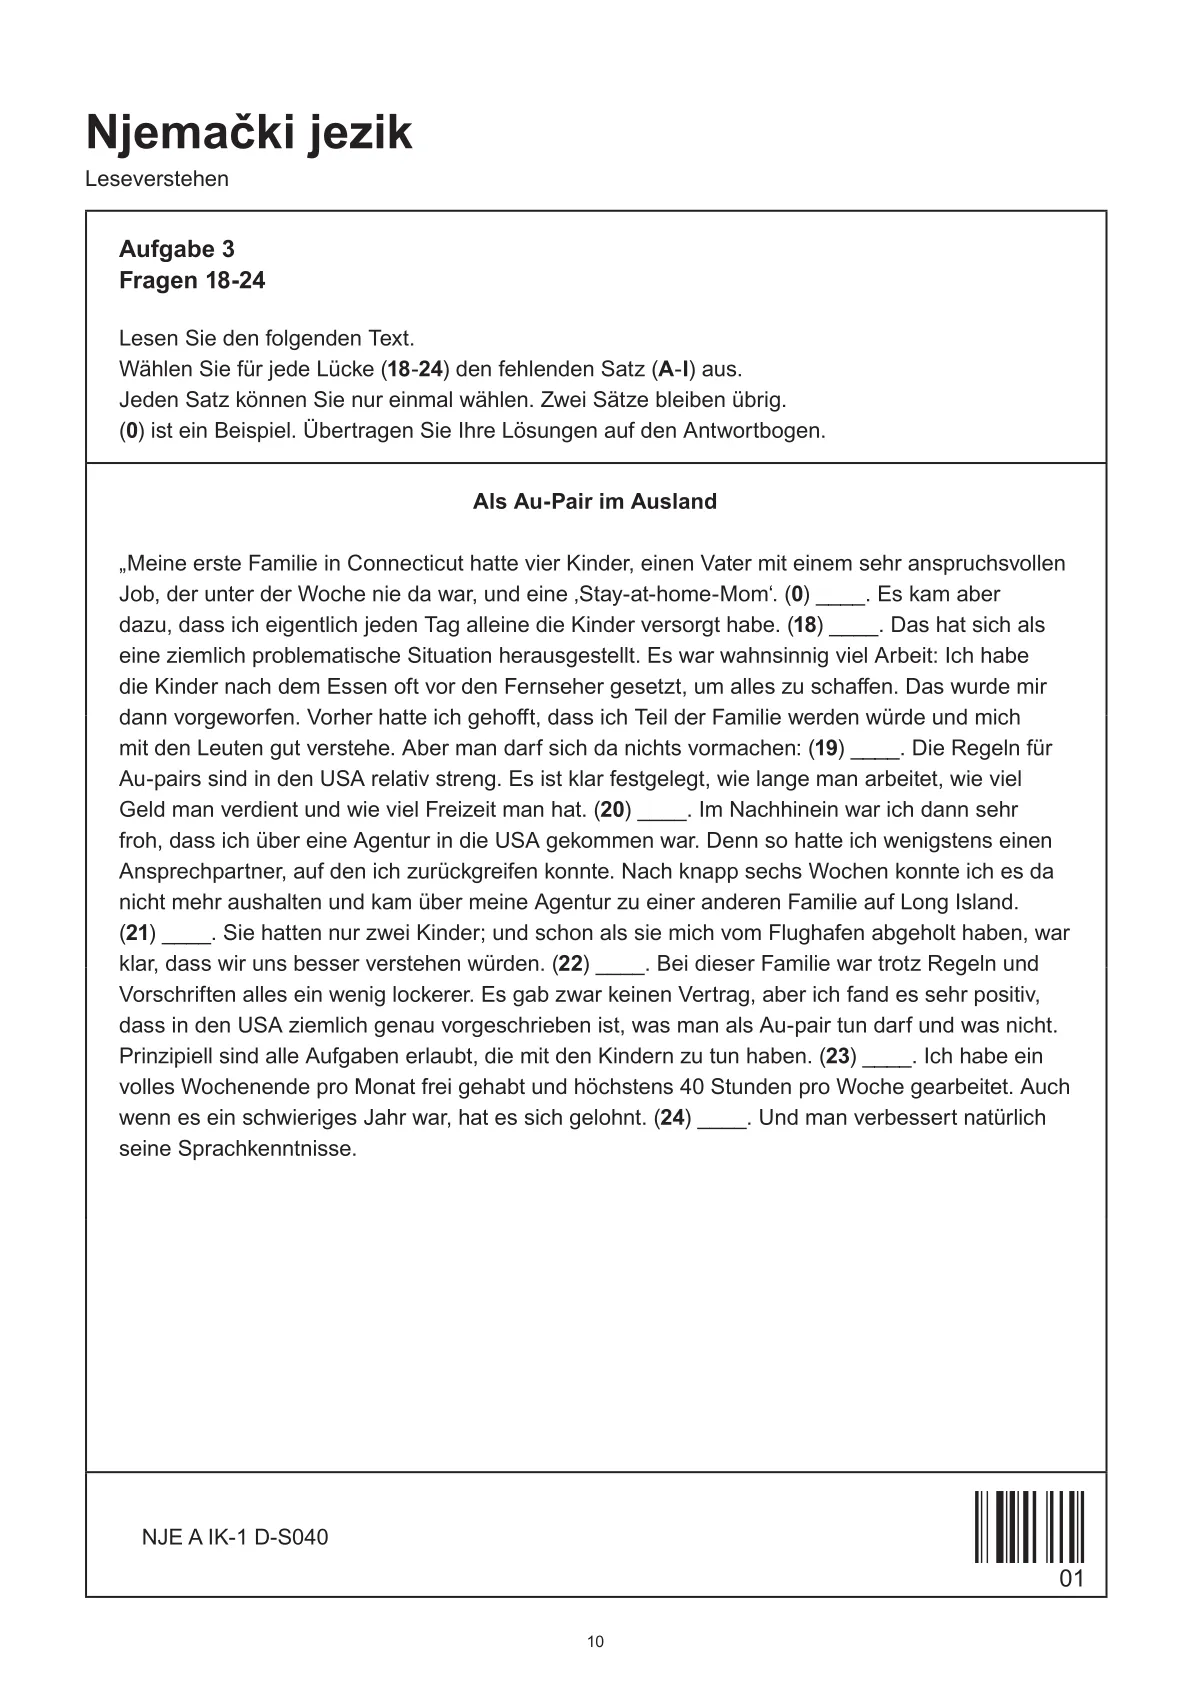 Njemački jezik
Leseverstehen
Aufgabe 3
Fragen 18-24
Lesen Sie den folgenden Text.
Wählen Sie für jede Lücke (18-24) den fehlenden Satz (A-I) aus.
Jeden Satz können Sie nur einmal wählen. Zwei Sätze bleiben übrig.
(0) ist ein Beispiel. Übertragen Sie Ihre Lösungen auf den Antwortbogen.
Als Au-Pair im Ausland
„Meine erste Familie in Connecticut hatte vier Kinder, einen Vater mit einem sehr anspruchsvollen
Job, der unter der Woche nie da war, und eine ‚Stay-at-home-Mom‘. (0) ____. Es kam aber
dazu, dass ich eigentlich jeden Tag alleine die Kinder versorgt habe. (18) ____. Das hat sich als
eine ziemlich problematische Situation herausgestellt. Es war wahnsinnig viel Arbeit: Ich habe
die Kinder nach dem Essen oft vor den Fernseher gesetzt, um alles zu schaffen. Das wurde mir
dann vorgeworfen. Vorher hatte ich gehofft, dass ich Teil der Familie werden würde und mich
mit den Leuten gut verstehe. Aber man darf sich da nichts vormachen: (19) ____. Die Regeln für
Au-pairs sind in den USA relativ streng. Es ist klar festgelegt, wie lange man arbeitet, wie viel
Geld man verdient und wie viel Freizeit man hat. (20) ____. Im Nachhinein war ich dann sehr
froh, dass ich über eine Agentur in die USA gekommen war. Denn so hatte ich wenigstens einen
Ansprechpartner, auf den ich zurückgreifen konnte. Nach knapp sechs Wochen konnte ich es da
nicht mehr aushalten und kam über meine Agentur zu einer anderen Familie auf Long Island.
(21) ____. Sie hatten nur zwei Kinder; und schon als sie mich vom Flughafen abgeholt haben, war
klar, dass wir uns besser verstehen würden. (22) ____. Bei dieser Familie war trotz Regeln und
Vorschriften alles ein wenig lockerer. Es gab zwar keinen Vertrag, aber ich fand es sehr positiv,
dass in den USA ziemlich genau vorgeschrieben ist, was man als Au-pair tun darf und was nicht.
Prinzipiell sind alle Aufgaben erlaubt, die mit den Kindern zu tun haben. (23) ____. Ich habe ein
volles Wochenende pro Monat frei gehabt und höchstens 40 Stunden pro Woche gearbeitet. Auch
wenn es ein schwieriges Jahr war, hat es sich gelohnt. (24) ____. Und man verbessert natürlich
seine Sprachkenntnisse.
NJE A IK-1 D-S040
01
10